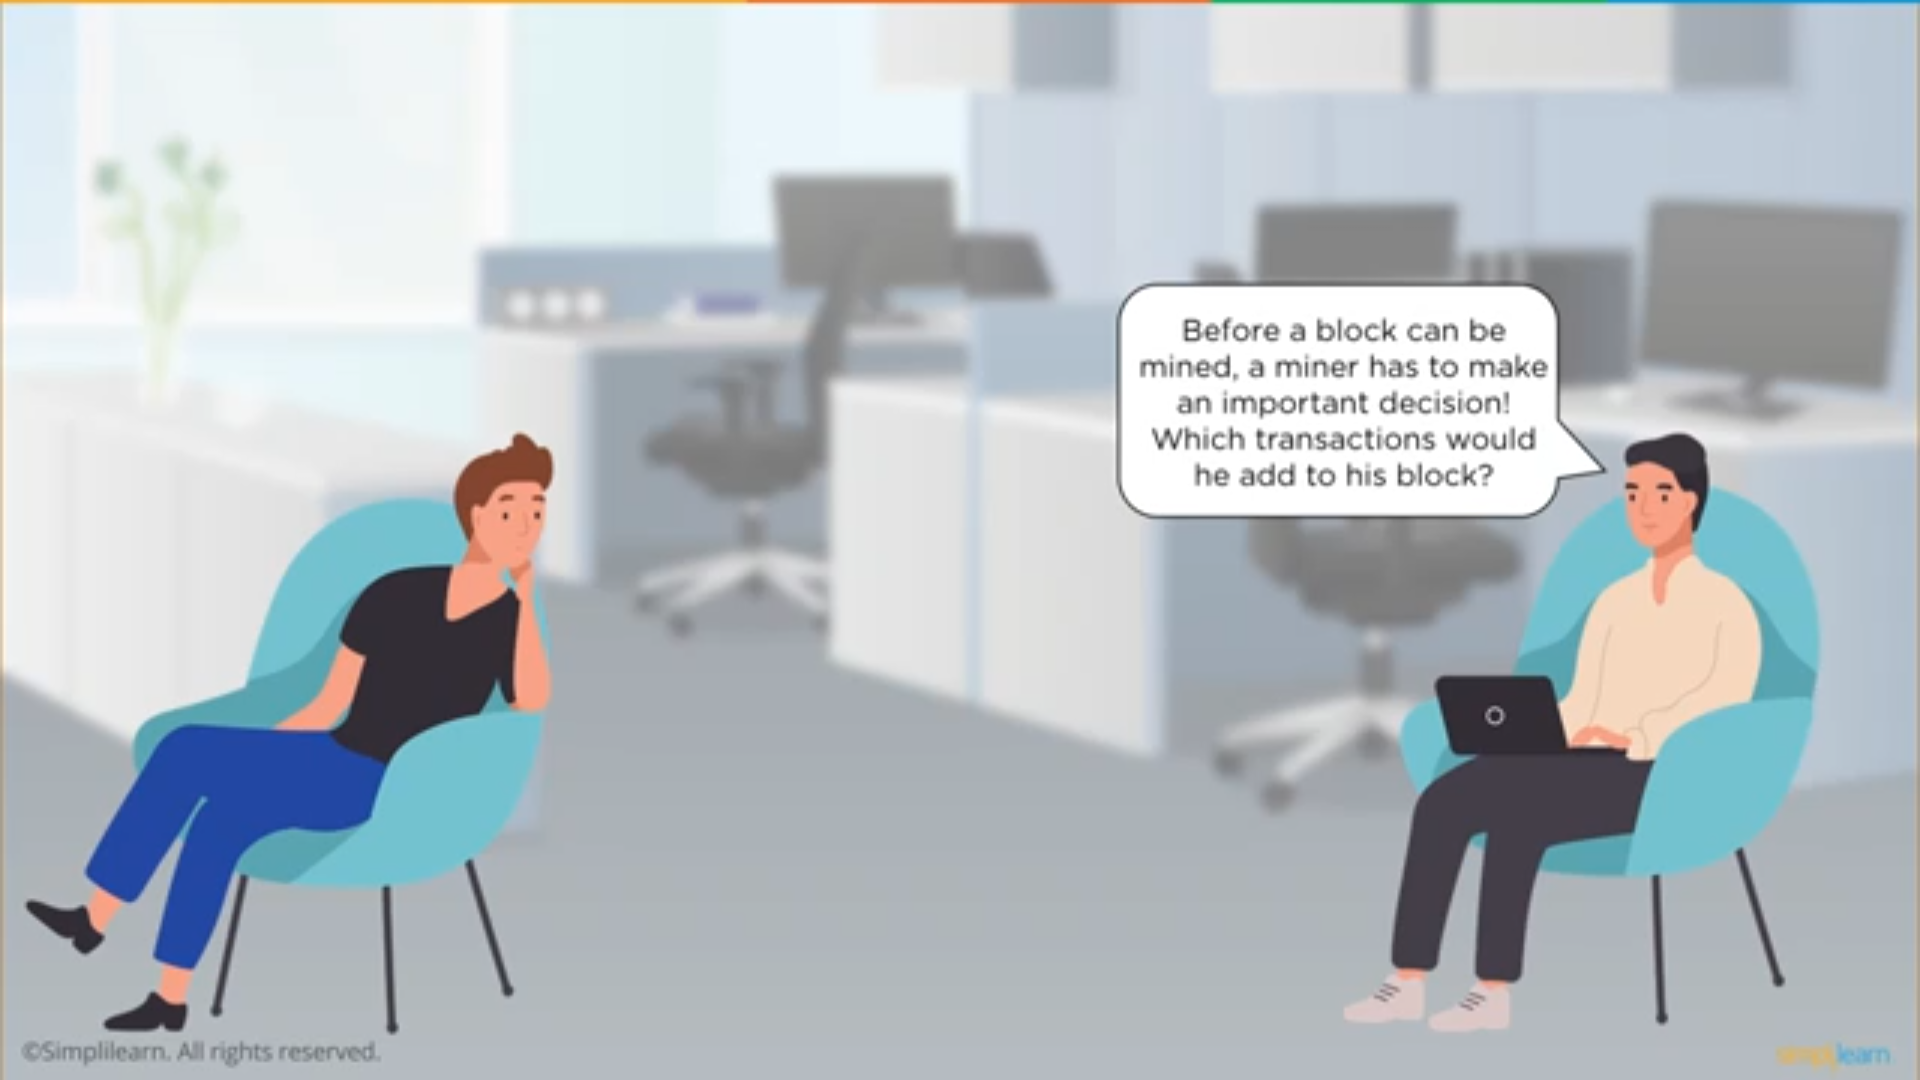 Before a block can be
mined, a miner has to make
an important decision!
Which transactions would
he add to his block?
©Simplilearn. All rights reserved.
simplilearn